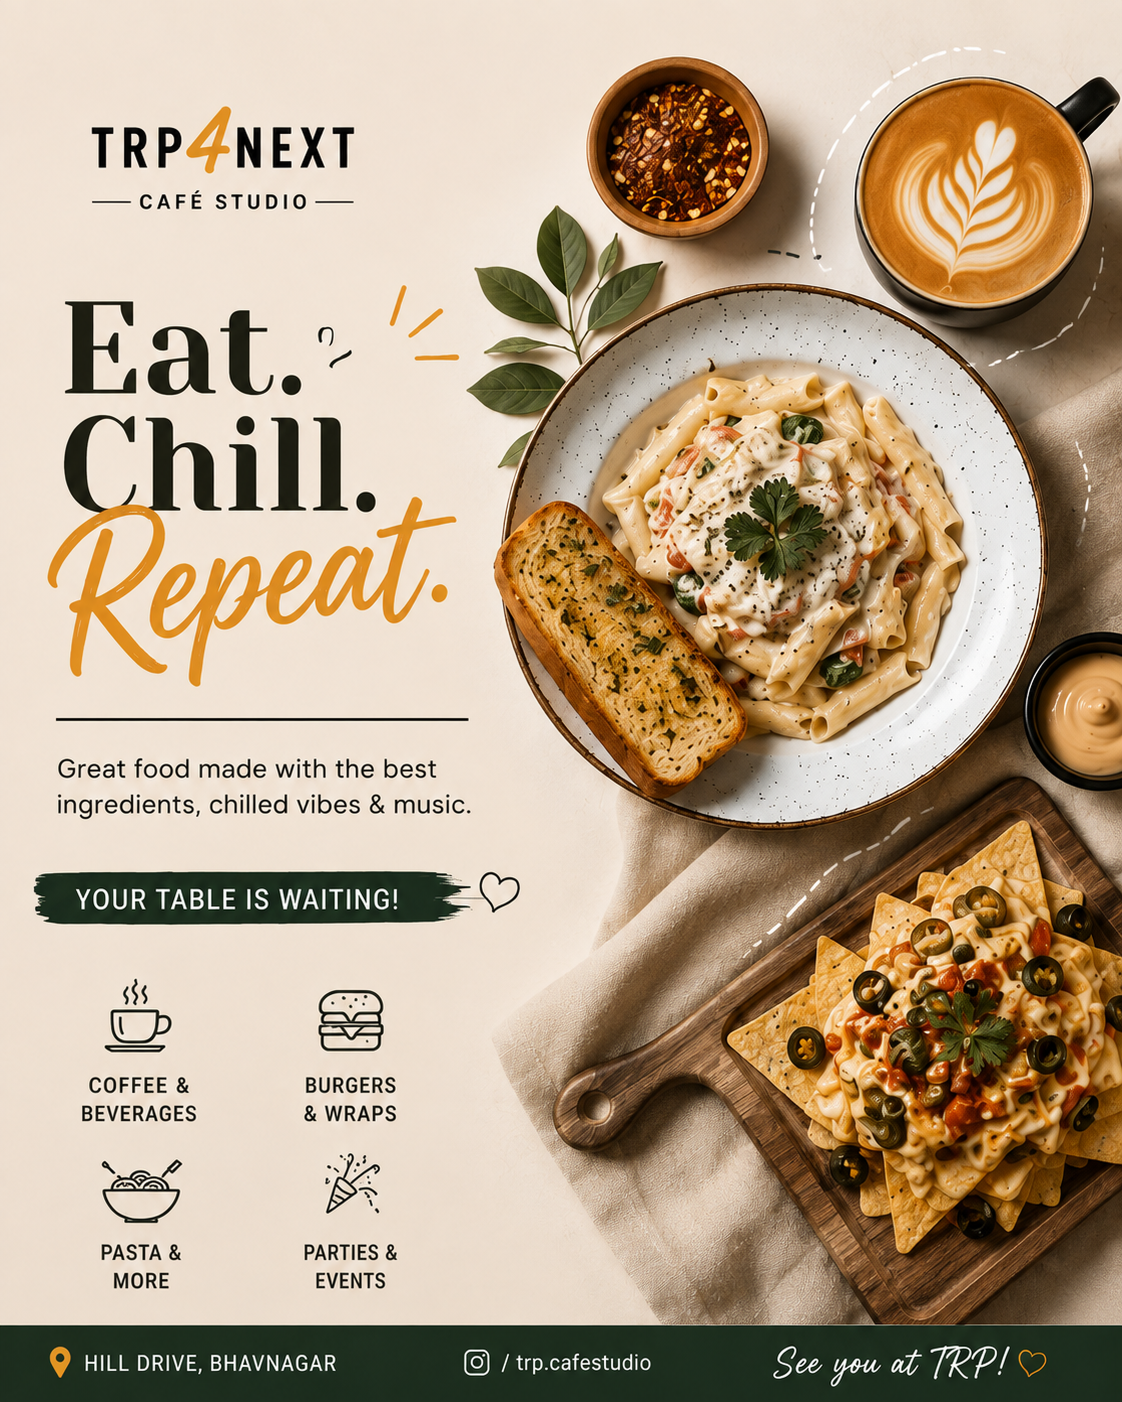 TRP4NEXT
CAFÉ STUDIO
Eat.
Chill.
Repeat.
Great food made with the best
ingredients, chilled vibes & music.
YOUR TABLE IS WAITING!
COFFEE &
BEVERAGES
BURGERS
& WRAPS
PASTA &
MORE
PARTIES &
EVENTS
HILL DRIVE, BHAVNAGAR
/ trp.cafestudio
See you at TRP!